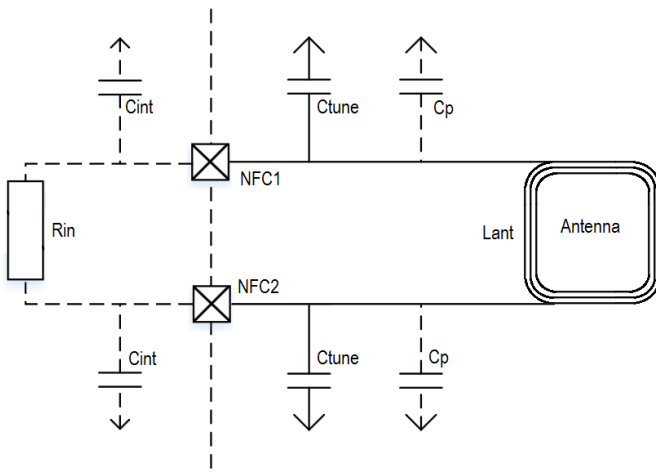 Cint
Ctune
Cp
NFC1
Rin
Lant
Antenna
NFC2
Cint
Ctune
Cp